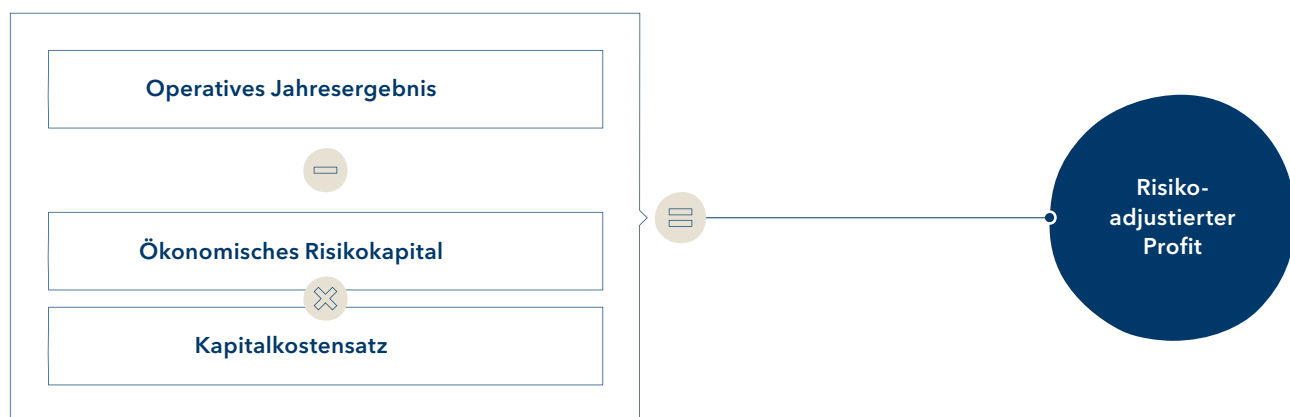 Operatives Jahresergebnis
Ökonomisches Risikokapital
Kapitalkostensatz
Risiko-
adjustierter
Profit